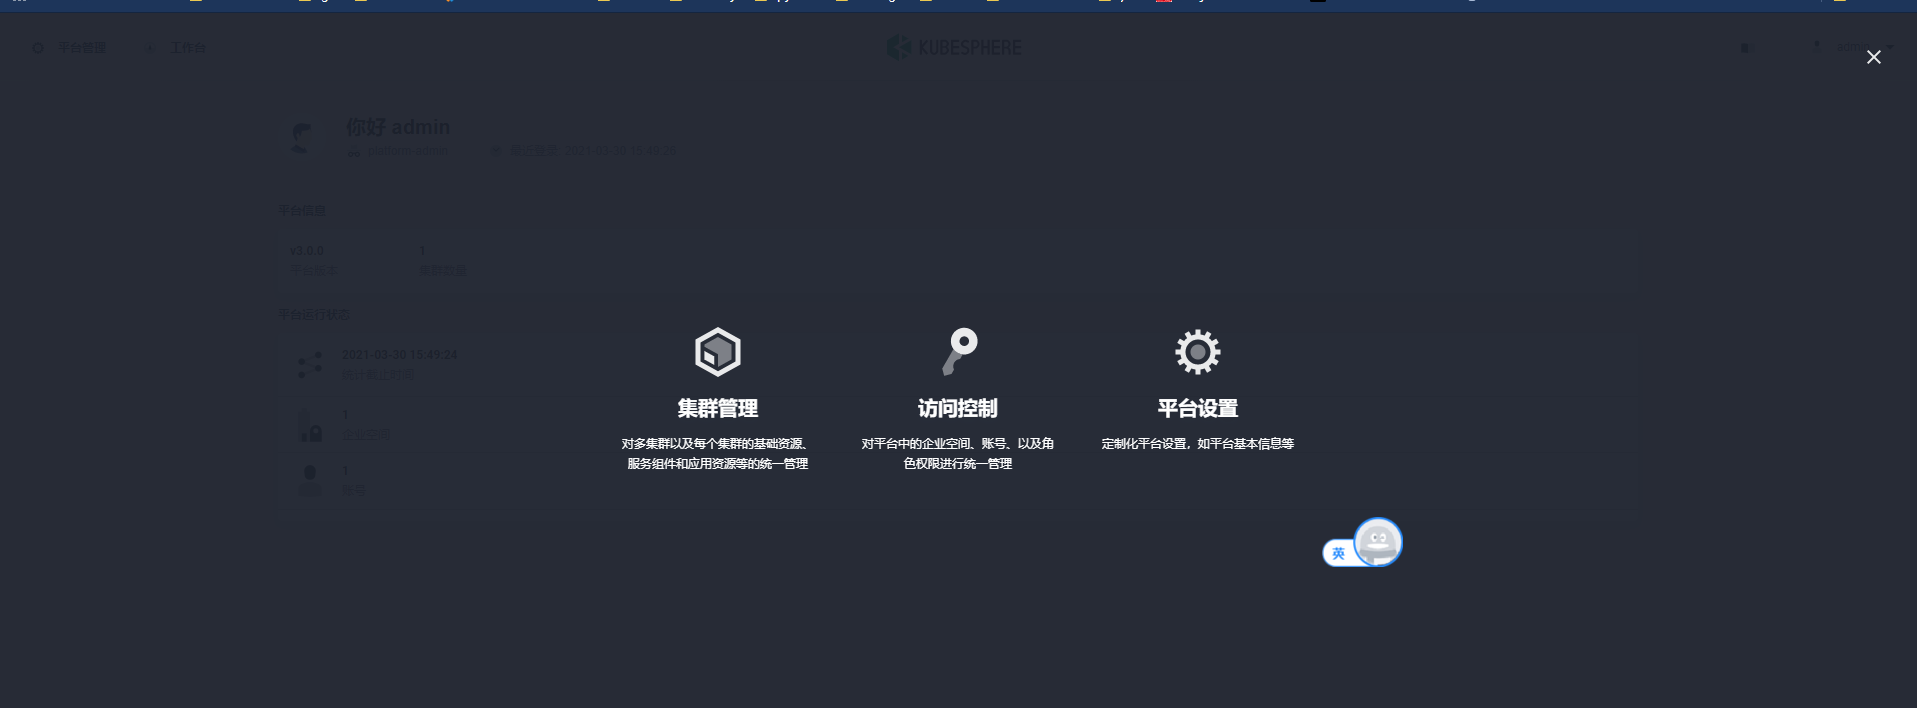 平台管理
工作台
KUBESPHERE
你好 admin
platform-admin
最近登录 2021-03-30 15:49:26
平台信息
v3.0.0
1
平台版本
集群数量
平台运行状态
2021-03-30 15:49:24
统计截止时间
1
企业空间
1
账号
集群管理
对多集群以及每个集群的基础资源、
服务组件和应用资源等的统一管理
访问控制
对平台中的企业空间、账号、以及角
色权限进行统一管理
平台设置
定制化平台设置，如平台基本信息等
英
admin